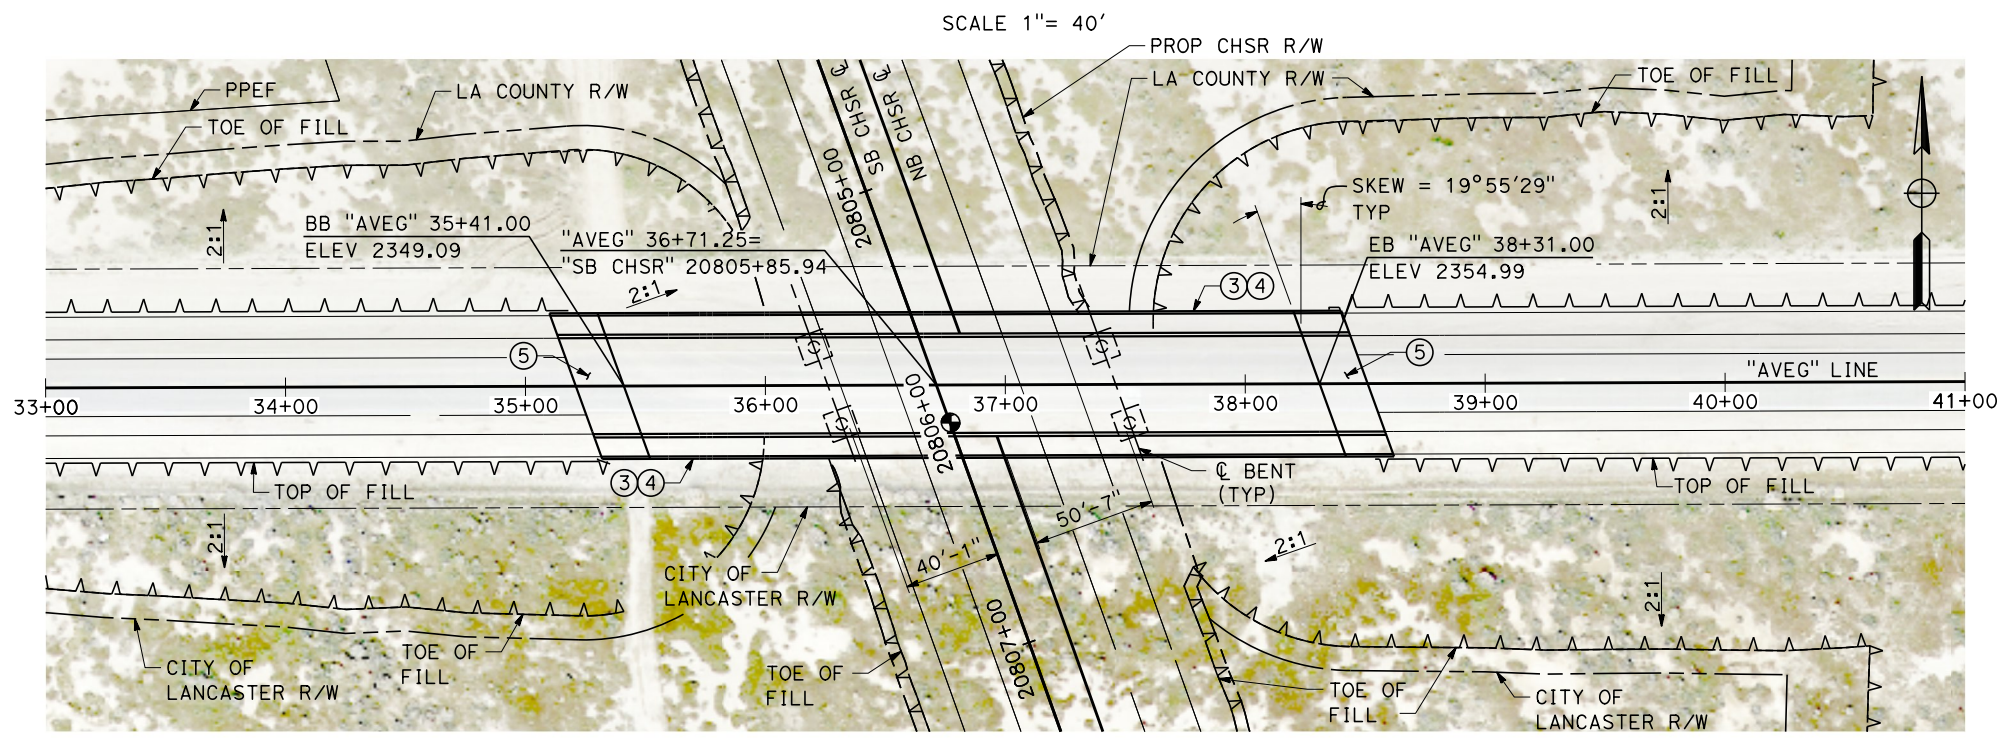 SCALE 1"= 40'
PROP CHSR R/W
LA COUNTY R/W
TOE OF FILL
PPEF
LA COUNTY R/W
TOE OF FILL
SB CHSR ℄
NB CHSR ℄
20805+00
SKEW = 19°55'29"
TYP
2:1
2:1
BB "AVEG" 35+41.00
ELEV 2349.09
"AVEG" 36+71.25=
"SB CHSR" 20805+85.94
EB "AVEG" 38+31.00
ELEV 2354.99
2:1
3 4
5
5
"AVEG" LINE
33+00
34+00
35+00
36+00
37+00
38+00
39+00
40+00
41+00
20806+00
℄ BENT
(TYP)
3 4
TOP OF FILL
TOP OF FILL
50'-7"
40'-1"
2:1
2:1
2:1
CITY OF
LANCASTER R/W
20807+00
CITY OF
LANCASTER R/W
TOE OF
FILL
TOE OF
FILL
TOE OF
FILL
CITY OF
LANCASTER R/W